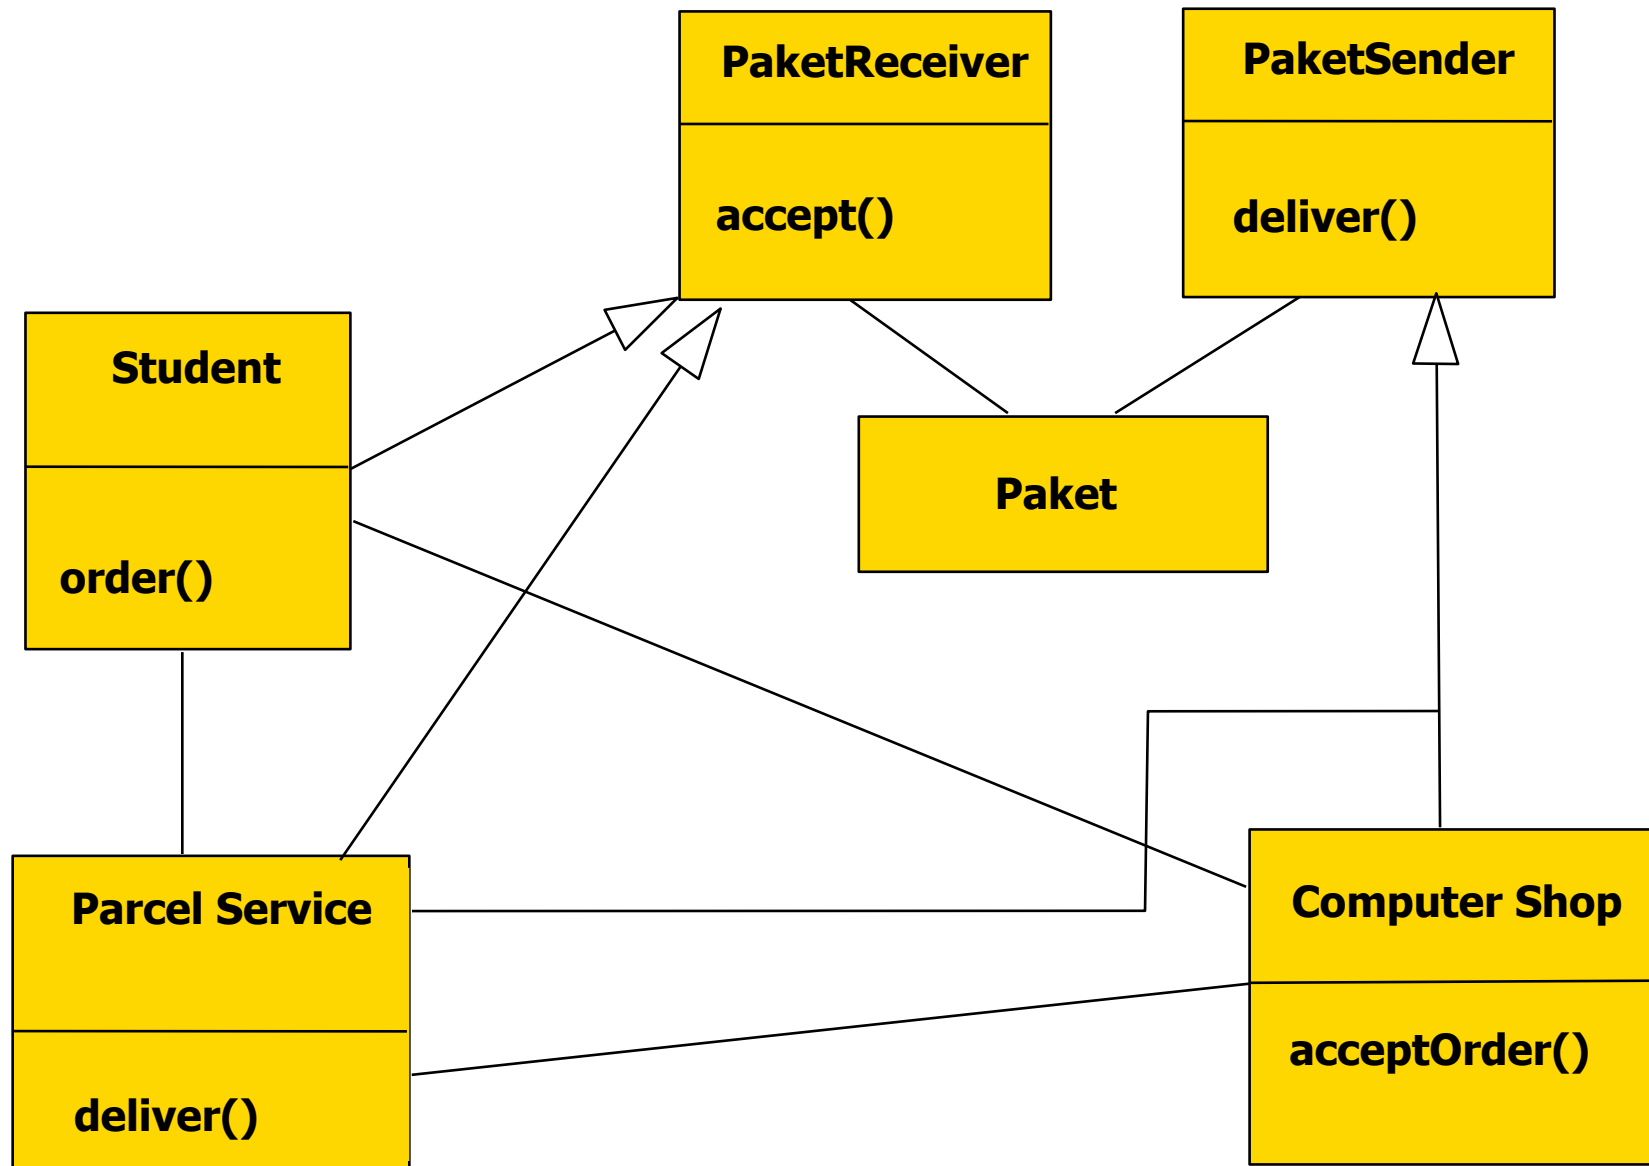 PaketReceiver
accept()
PaketSender
deliver()
Student
order()
Paket
Parcel Service
deliver()
Computer Shop
acceptOrder()